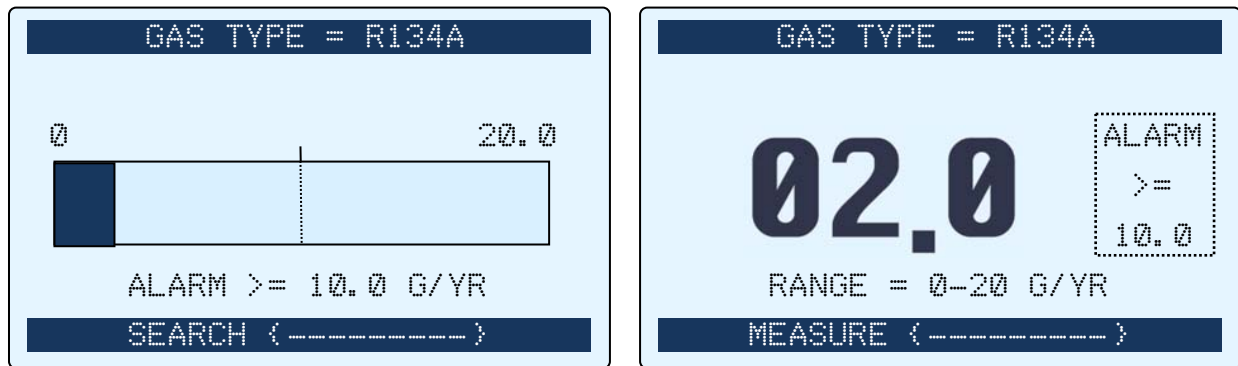 GAS TYPE = R134A
0 20.0
ALARM >= 10.0 G/YR
SEARCH (----------)
GAS TYPE = R134A
02.0
ALARM
>=
10.0
RANGE = 0-20 G/YR
MEASURE (----------)